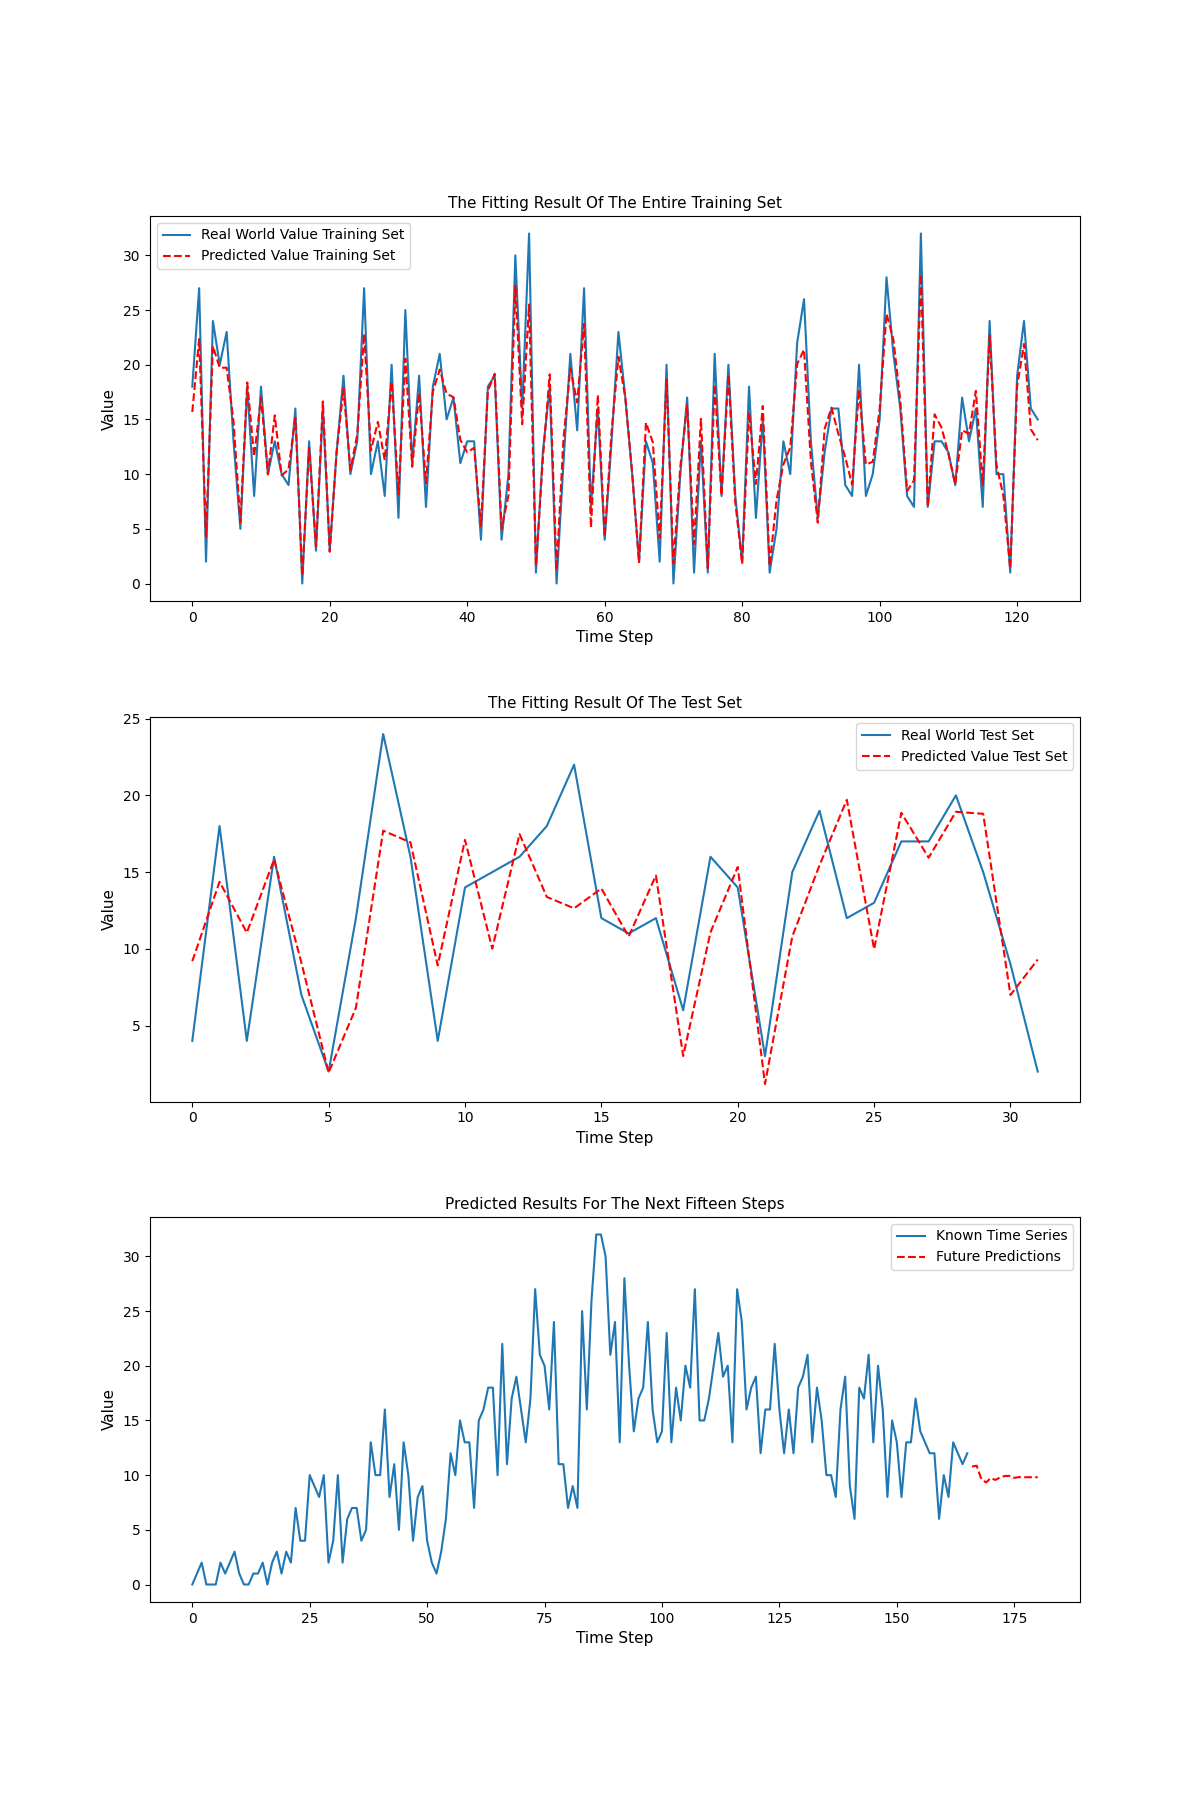 The Fitting Result Of The Entire Training Set
Real World Value Training Set
Predicted Value Training Set
30
25
20
15
10
5
0
Value
0 20 40 60 80 100 120
Time Step
The Fitting Result Of The Test Set
Real World Test Set
Predicted Value Test Set
25
20
15
10
5
Value
0 5 10 15 20 25 30
Time Step
Predicted Results For The Next Fifteen Steps
Known Time Series
Future Predictions
30
25
20
15
10
5
0
Value
0 25 50 75 100 125 150 175
Time Step